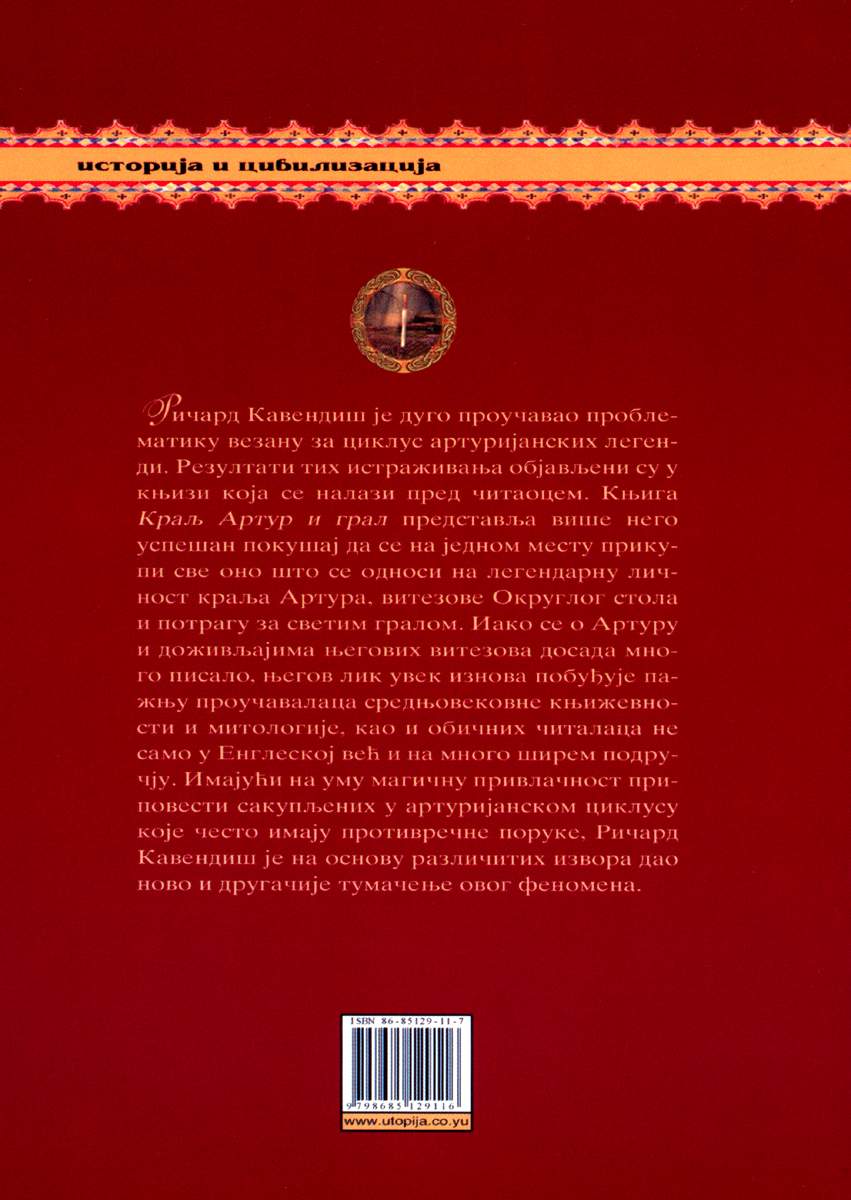 историја и цивилизација
Ричард Кавендиш је дуго проучавао пробле-
матику везану за циклус артуријанских леген-
ди. Резултати тих истраживања објављени су у
књизи која се налази пред читаоцем. Књига
Краљ Артур и грал представља више него
успешан покушај да се на једном месту прику-
пи све оно што се односи на легендарну лич-
ност краља Артура, витезове Округлог стола
и потрагу за светим гралом. Иако се о Артуру
и доживљајима његових витезова досада мно-
го писало, његов лик увек изнова побуђује па-
жњу проучавалаца средњовековне књижевно-
сти и митологије, као и обичних читалаца не
само у Енглеској већ и на много ширем подру-
чју. Имајући на уму магичну привлачност при-
повести сакупљених у артуријанском циклусу
које често имају противречне поруке, Ричард
Кавендиш је на основу различитих извора дао
ново и другачије тумачење овог феномена.
ISBN 86-85129-11-7
9 798685 129116
www.utopija.co.yu